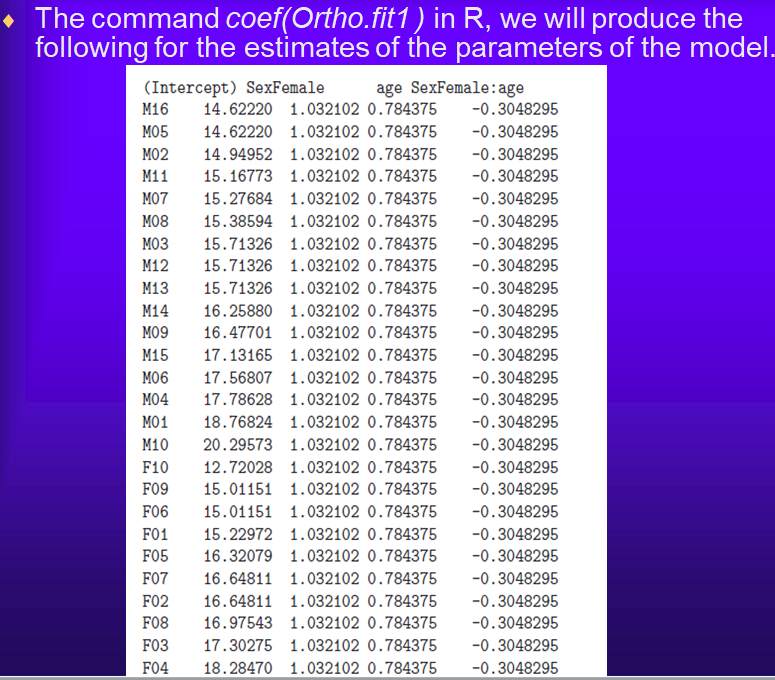 The command coef(Ortho.fit1) in R, we will produce the
following for the estimates of the parameters of the model.
(Intercept) SexFemale age SexFemale:age
M16 14.62220 1.032102 0.784375 -0.3048295
M05 14.62220 1.032102 0.784375 -0.3048295
M02 14.94952 1.032102 0.784375 -0.3048295
M11 15.16773 1.032102 0.784375 -0.3048295
M07 15.27684 1.032102 0.784375 -0.3048295
M08 15.38594 1.032102 0.784375 -0.3048295
M03 15.71326 1.032102 0.784375 -0.3048295
M12 15.71326 1.032102 0.784375 -0.3048295
M13 15.71326 1.032102 0.784375 -0.3048295
M14 16.25880 1.032102 0.784375 -0.3048295
M09 16.47701 1.032102 0.784375 -0.3048295
M15 17.13165 1.032102 0.784375 -0.3048295
M06 17.56807 1.032102 0.784375 -0.3048295
M04 17.78628 1.032102 0.784375 -0.3048295
M01 18.76824 1.032102 0.784375 -0.3048295
M10 20.29573 1.032102 0.784375 -0.3048295
F10 12.72028 1.032102 0.784375 -0.3048295
F09 15.01151 1.032102 0.784375 -0.3048295
F06 15.01151 1.032102 0.784375 -0.3048295
F01 15.22972 1.032102 0.784375 -0.3048295
F05 16.32079 1.032102 0.784375 -0.3048295
F07 16.64811 1.032102 0.784375 -0.3048295
F02 16.64811 1.032102 0.784375 -0.3048295
F08 16.97543 1.032102 0.784375 -0.3048295
F03 17.30275 1.032102 0.784375 -0.3048295
F04 18.28470 1.032102 0.784375 -0.3048295